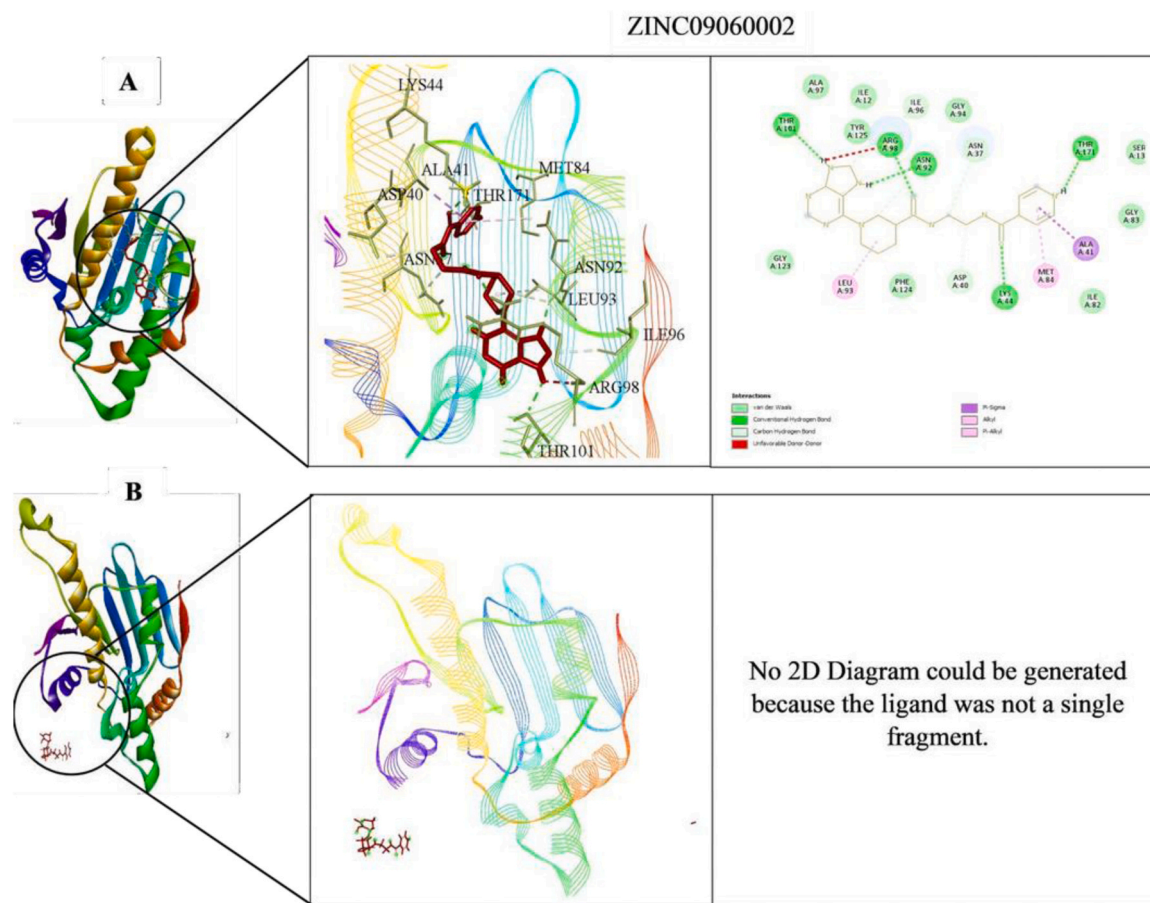 ZINC09060002
A
LYS44
ALA41
MET84
ASP40
THR171
ASN92
LEU93
ILE96
ARG98
THR101
ALA
A:97
ILE
A:12
ILE
A:96
GLY
A:94
THR
A:101
TYR
A:125
ARG
A:98
ASN
A:92
ASN
A:37
THR
A:171
GLY
A:83
ALA
A:41
GLY
A:123
LEU
A:93
PHE
A:124
ASP
A:40
LYS
A:44
MET
A:84
ILE
A:82
Interactions
van der Waals
Conventional Hydrogen Bond
Carbon Hydrogen Bond
Unfavorable Donor-Donor
Pi-Sigma
Alkyl
Pi-Alkyl
B
No 2D Diagram could be generated
because the ligand was not a single
fragment.